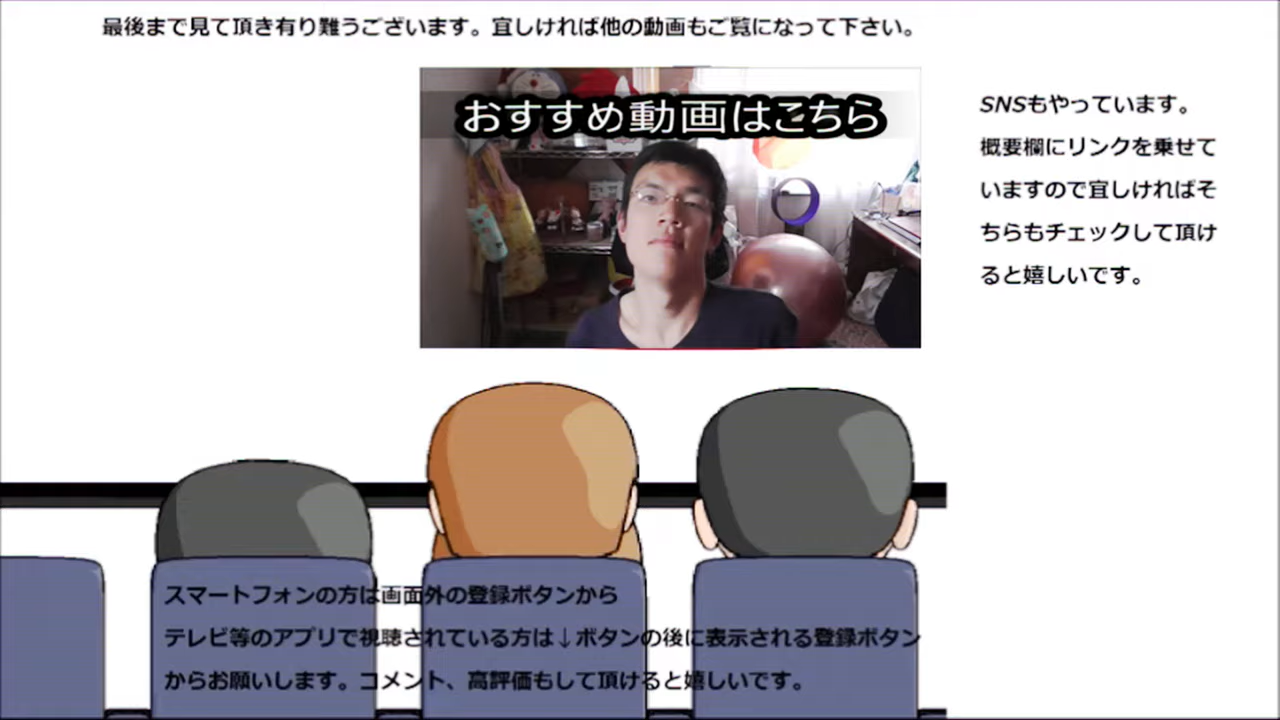 最後まで見て頂き有り難うございます。宜しければ他の動画もご覧になって下さい。
おすすめ動画はこちら
SNSもやっています。
概要欄にリンクを乗せて
いますので宜しければそ
ちらもチェックして頂け
ると嬉しいです。
スマートフォンの方は画面外の登録ボタンから
テレビ等のアプリで視聴されている方は↓ボタンの後に表示される登録ボタン
からお願いします。コメント、高評価もして頂けると嬉しいです。